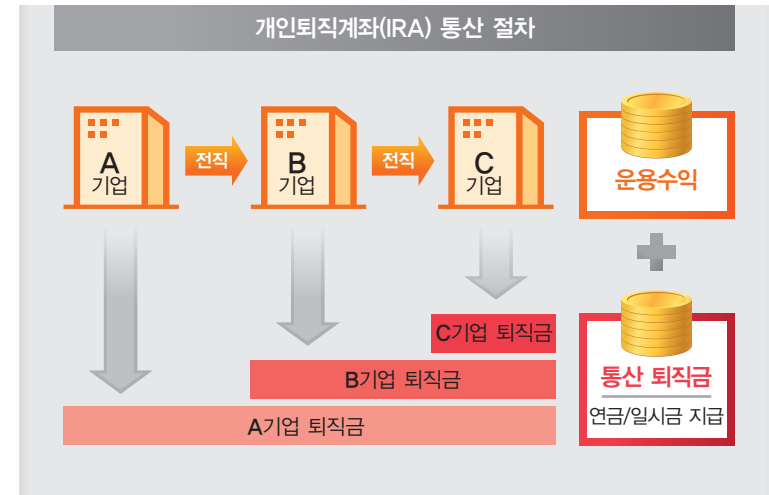 개인퇴직계좌(IRA) 통산 절차
A
기업
전직
B
기업
전직
C
기업
운용수익
C기업 퇴직금
B기업 퇴직금
A기업 퇴직금
통산 퇴직금
연금/일시금 지급